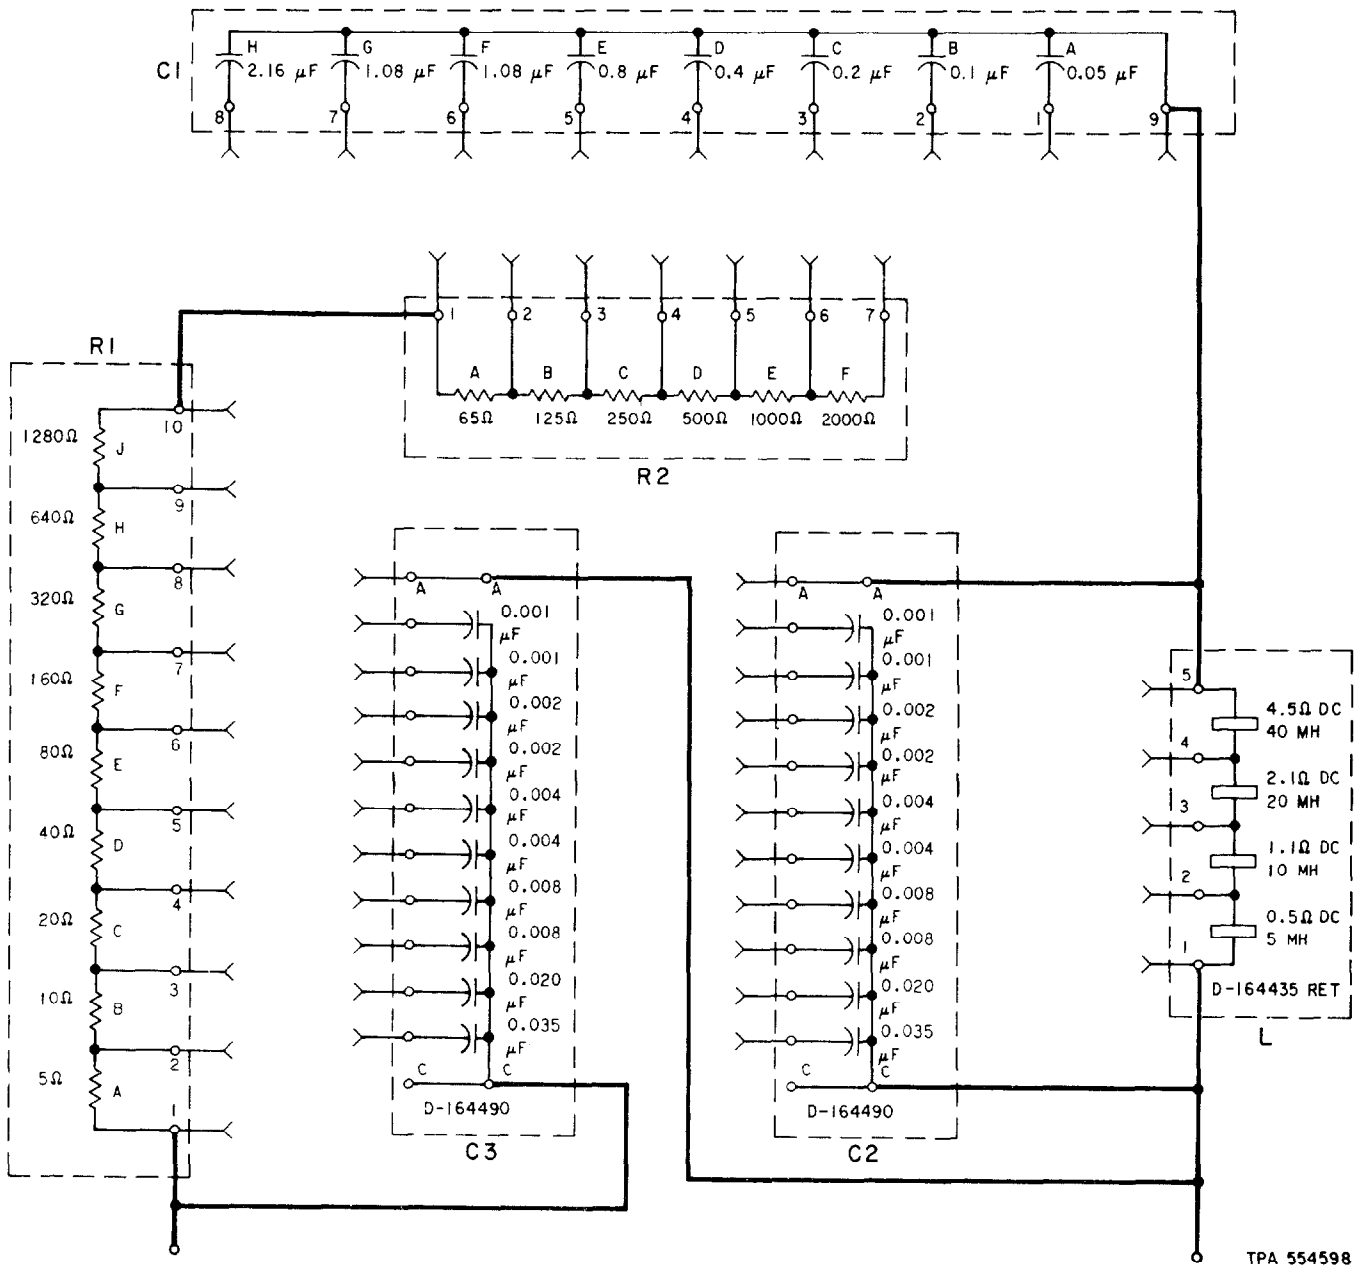 C1
H
2.16 μF
8
G
1.08 μF
7
F
1.08 μF
6
E
0.8 μF
5
D
0.4 μF
4
C
0.2 μF
3
B
0.1 μF
2
A
0.05 μF
1
9
R1
1280Ω
J
10
640Ω
H
9
320Ω
G
8
160Ω
F
7
80Ω
E
6
40Ω
D
5
20Ω
C
4
10Ω
B
3
5Ω
A
2
1
1 2 3 4 5 6 7
A B C D E F
65Ω 125Ω 250Ω 500Ω 1000Ω 2000Ω
R2
A A
0.001
μF
0.001
μF
0.002
μF
0.002
μF
0.004
μF
0.004
μF
0.008
μF
0.008
μF
0.020
μF
0.035
μF
C C
D-164490
C3
A A
0.001
μF
0.001
μF
0.002
μF
0.002
μF
0.004
μF
0.004
μF
0.008
μF
0.008
μF
0.020
μF
0.035
μF
C C
D-164490
C2
5
4.5Ω DC
40 MH
4
2.1Ω DC
20 MH
3
1.1Ω DC
10 MH
2
0.5Ω DC
5 MH
1
D-164435 RET
L
TPA 554598